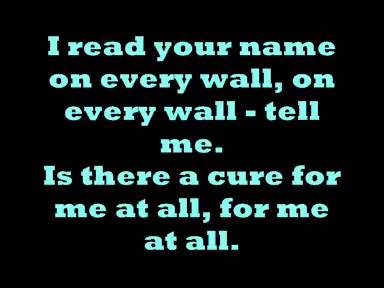 I read your name
on every wall, on
every wall - tell
me.
Is there a cure for
me at all, for me
at all.